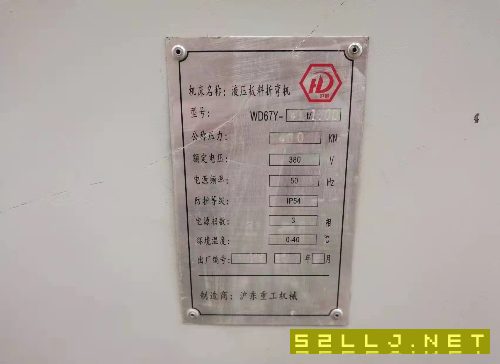 机床名称：液压板料折弯机
型号： WD67Y-
公称压力： KN
额定电压： 380 V
电源频率： 50 Hz
防护等级： IP54
电源相数： 3 相
环境温度： 0-40 ℃
出厂编号： 年 月
制造商：沪东重工机械
52LLJ.NET